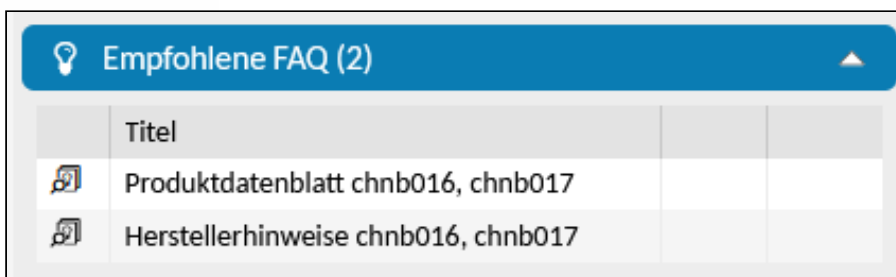 Empfohlene FAQ (2)
Titel
Produktdatenblatt chnb016, chnb017
Herstellerhinweise chnb016, chnb017